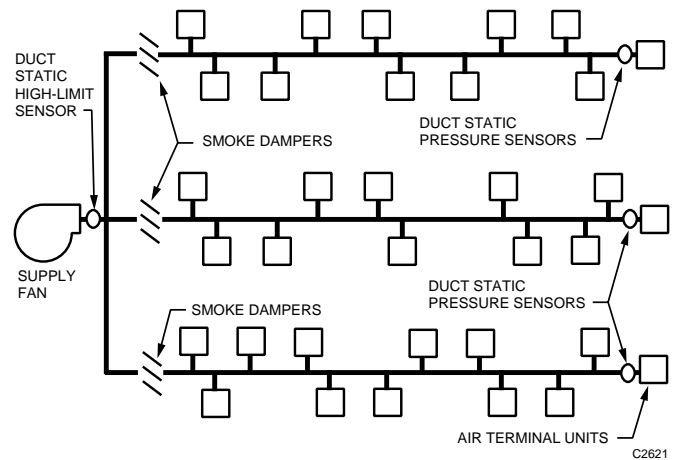 DUCT
STATIC
HIGH-LIMIT
SENSOR
SMOKE DAMPERS
DUCT STATIC
PRESSURE SENSORS
SUPPLY
FAN
DUCT STATIC
PRESSURE SENSORS
SMOKE DAMPERS
AIR TERMINAL UNITS
C2621